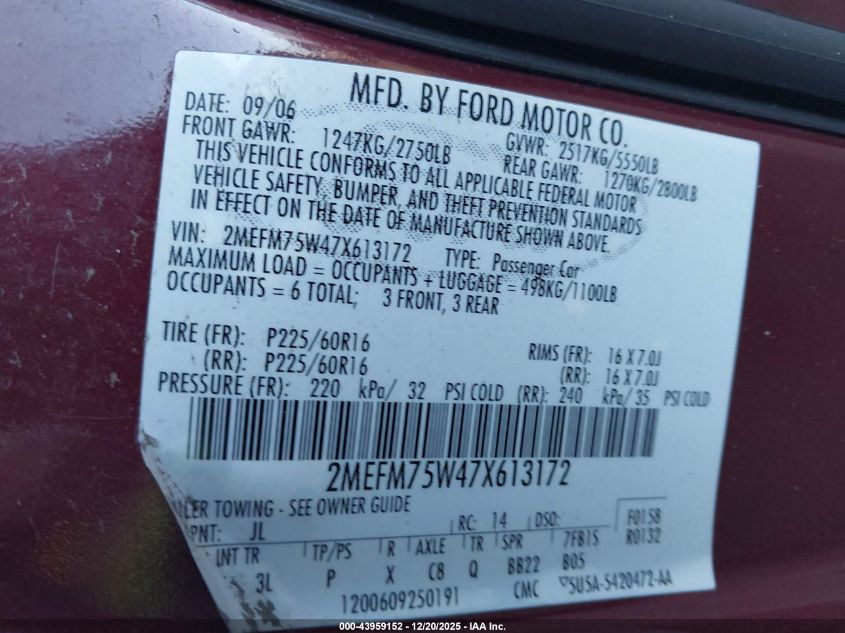 MFD. BY FORD MOTOR CO.
DATE: 09/06
GVWR: 2517KG/5550LB
FRONT GAWR: 1247KG/2750LB
REAR GAWR: 1270KG/2800LB
THIS VEHICLE CONFORMS TO ALL APPLICABLE FEDERAL MOTOR
VEHICLE SAFETY, BUMPER, AND THEFT PREVENTION STANDARDS
IN EFFECT ON THE DATE OF MANUFACTURE SHOWN ABOVE.
VIN: 2MEFM75W47X613172 TYPE: Passenger Car
MAXIMUM LOAD = OCCUPANTS + LUGGAGE = 498KG/1100LB
OCCUPANTS = 6 TOTAL; 3 FRONT, 3 REAR
TIRE (FR): P225/60R16 RIMS (FR): 16 X 7.0J
(RR): P225/60R16 (RR): 16 X 7.0J
PRESSURE (FR): 220 kPa/ 32 PSI COLD (RR): 240 kPa/ 35 PSI COLD
2MEFM75W47X613172
ILER TOWING - SEE OWNER GUIDE
PNT: JL RC: 14 DSO: F0158
R0132
INT TR TP/PS R AXLE TR SPR 7FB15
3L P X C8 Q BB22 B05
1200609250191 CMC 5U5A-5420472-AA
000-43959152 - 12/20/2025 - IAA Inc.